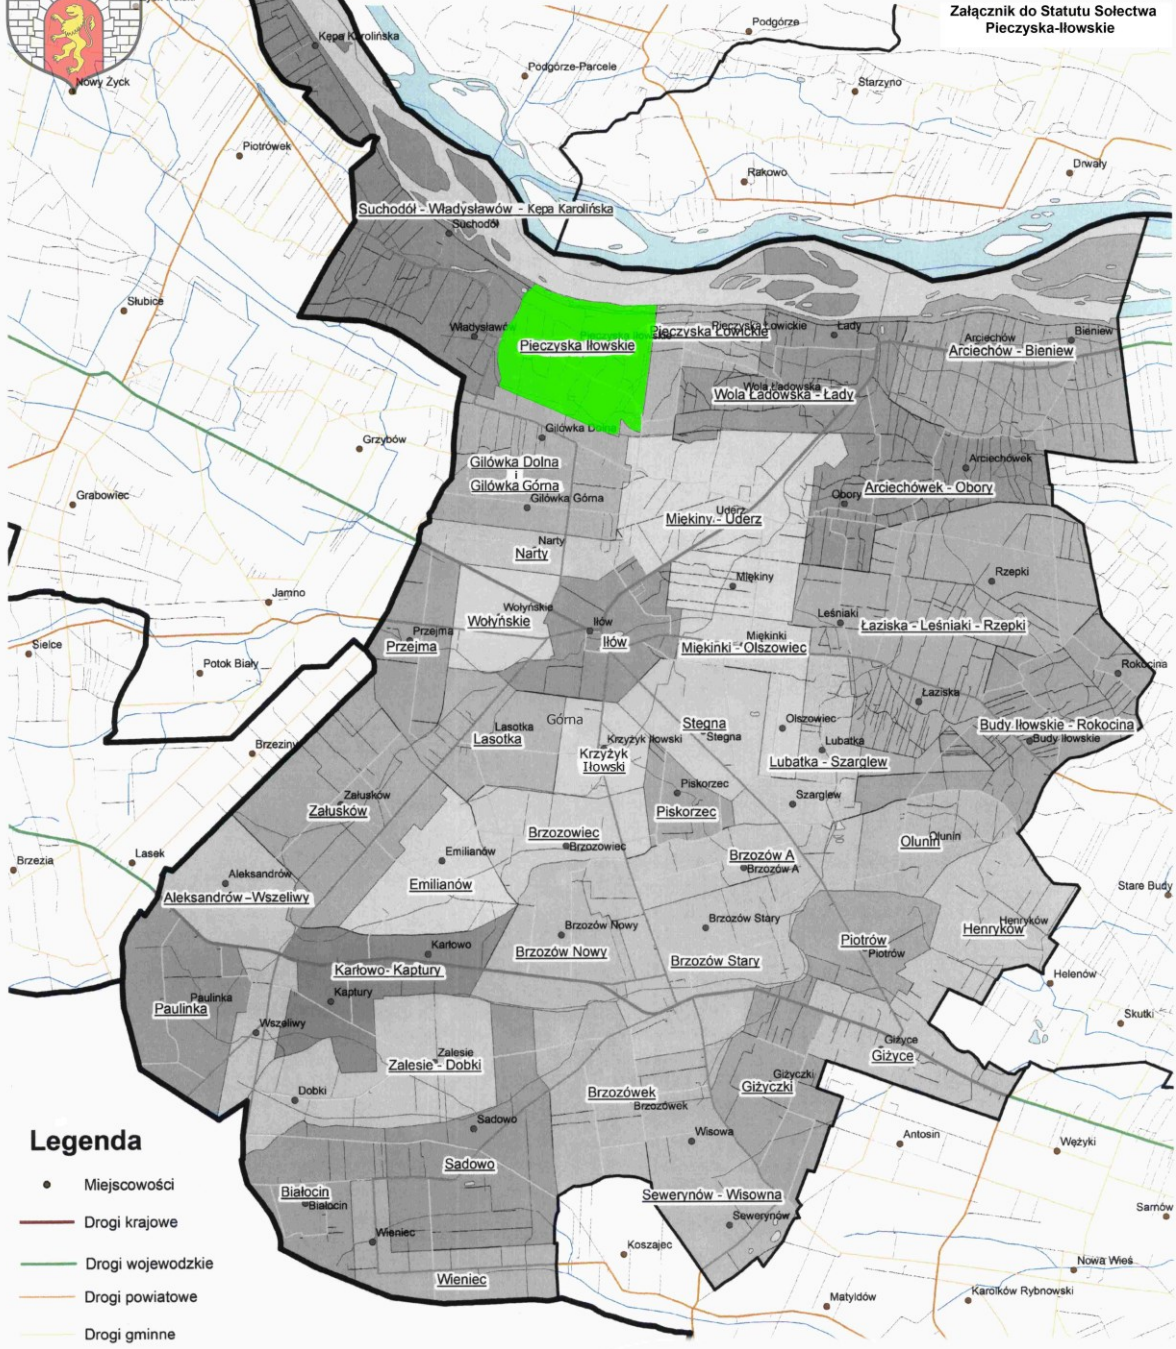 Załącznik do Statutu Sołectwa
Pieczyska-Iłowskie
Podgórze
Kępa Karolińska
Podgórze-Parcele
Nowy Życk
Starzyno
Piotrówek
Rakowo
Drwały
Suchodół - Władysławów - Kępa Karolińska
Suchodół
Słubice
Władysławów
Pieczyska Iłowskie
Pieczyska Iłowskie
Pieczyska Łowickie
Pieczyska Łowickie
Łady
Arciechów
Bieniew
Arciechów - Bieniew
Wola Ładowska
Wola Ładowska - Łady
Gilówka Dolna
Grzybów
Gilówka Dolna
i
Gilówka Górna
Gilówka Górna
Arciechówek
Arciechówek - Obory
Obory
Grabowiec
Uderz
Miękiny - Uderz
Narty
Narty
Miękiny
Rzepki
Jamno
Wołyńskie
Wołyńskie
Iłów
Iłów
Leśniaki
Łaziska - Leśniaki - Rzepki
Przejma
Przejma
Miękinki
Miękinki - Olszowiec
Sielce
Potok Biały
Rokocina
Łaziska
Górna
Lasotka
Lasotka
Stegna
Stegna
Olszowiec
Budy Iłowskie - Rokocina
Budy Iłowskie
Brzeziny
Krzyżyk Iłowski
Krzyżyk
Iłowski
Lubatka
Lubatka - Szarglew
Załusków
Załusków
Piskorzec
Piskorzec
Szarglew
Brzozowiec
Brzozowiec
Olunin
Olunin
Brzezia
Lasek
Emilianów
Emilianów
Brzozów A
Brzozów A
Aleksandrów
Aleksandrów - Wszeliwy
Stare Budy
Brzozów Nowy
Brzozów Nowy
Brzozów Stary
Brzozów Stary
Piotrów
Piotrów
Henryków
Henryków
Karłowo
Karłowo - Kaptury
Kaptury
Helenów
Paulinka
Paulinka
Wszeliwy
Skutki
Giżyce
Giżyce
Zalesie
Zalesie - Dobki
Dobki
Giżyczki
Giżyczki
Brzozówek
Brzozówek
Sadowo
Sadowo
Wisowa
Antosin
Wężyki
Białocin
Białocin
Sewerynów - Wisowna
Sewerynów
Sarnów
Wieniec
Wieniec
Koszajec
Nowa Wieś
Matyldów
Karolków Rybnowski
Legenda
Miejscowości
Drogi krajowe
Drogi wojewodzkie
Drogi powiatowe
Drogi gminne